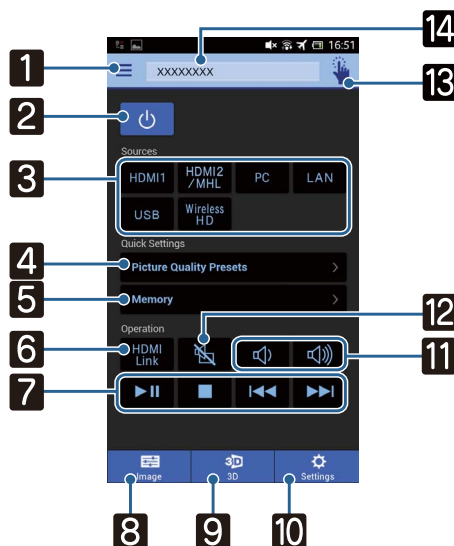 14
16:51
1
XXXXXXXX
13
2
Sources
3
HDMI1
HDMI2
/MHL
PC
LAN
USB
Wireless
HD
Quick Settings
4
Picture Quality Presets
5
Memory
12
Operation
6
HDMI
Link
11
7
Image
3D
3D
Settings
8
9
10